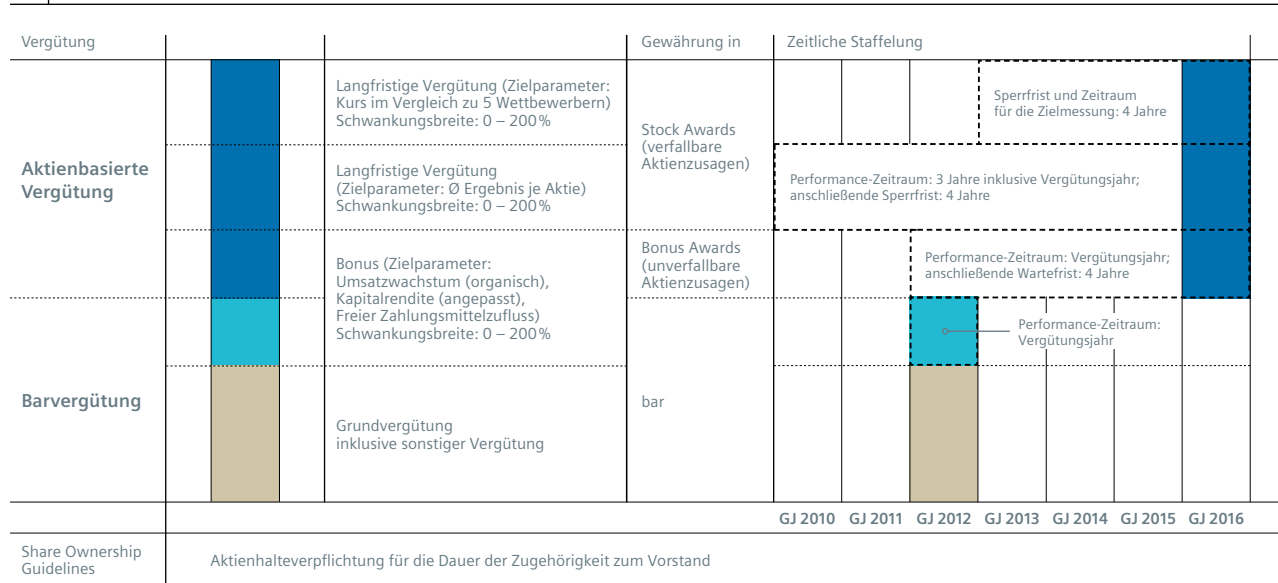 Vergütung
Gewährung in
Zeitliche Staffelung
Aktienbasierte
Vergütung
Langfristige Vergütung (Zielparameter:
Kurs im Vergleich zu 5 Wettbewerbern)
Schwankungsbreite: 0 – 200%
Langfristige Vergütung
(Zielparameter: Ø Ergebnis je Aktie)
Schwankungsbreite: 0 – 200%
Stock Awards
(verfallbare
Aktienzusagen)
Sperrfrist und Zeitraum
für die Zielmessung: 4 Jahre
Performance-Zeitraum: 3 Jahre inklusive Vergütungsjahr;
anschließende Sperrfrist: 4 Jahre
Bonus (Zielparameter:
Umsatzwachstum (organisch),
Kapitalrendite (angepasst),
Freier Zahlungsmittelzufluss)
Schwankungsbreite: 0 – 200%
Bonus Awards
(unverfallbare
Aktienzusagen)
Performance-Zeitraum: Vergütungsjahr;
anschließende Wartefrist: 4 Jahre
Performance-Zeitraum:
Vergütungsjahr
Barvergütung
Grundvergütung
inklusive sonstiger Vergütung
bar
GJ 2010 GJ 2011 GJ 2012 GJ 2013 GJ 2014 GJ 2015 GJ 2016
Share Ownership
Guidelines
Aktienhalteverpflichtung für die Dauer der Zugehörigkeit zum Vorstand